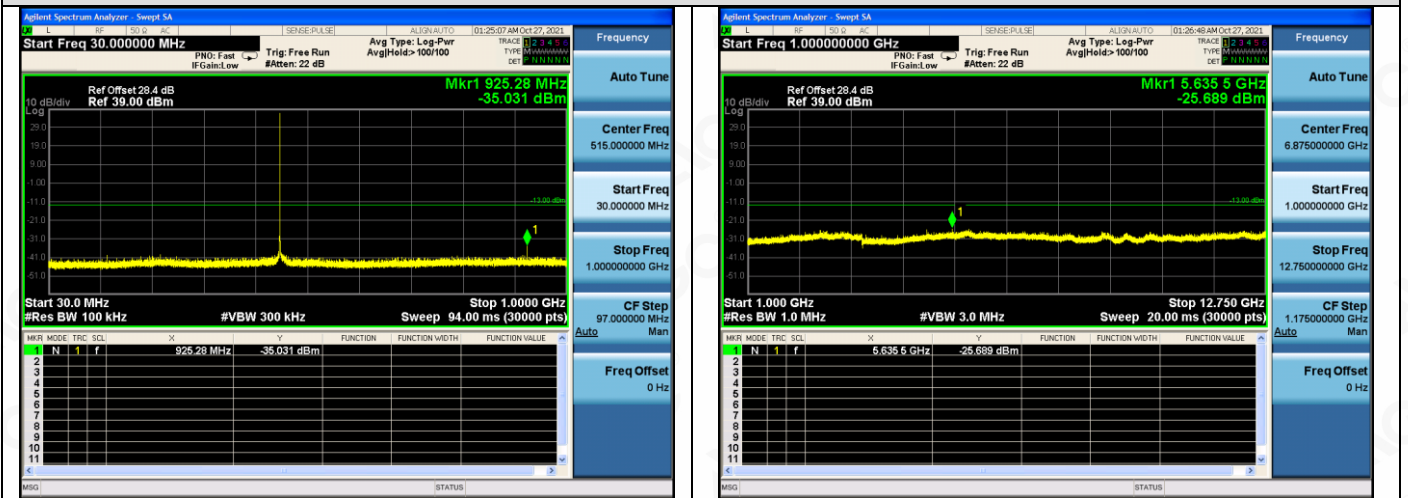 Agilent Spectrum Analyzer - Swept SA
L RF 50 Ω AC SENSE:PULSE ALIGNAUTO 01:25:07 AM Oct 27, 2021
Start Freq 30.000000 MHz
PNO: Fast
IFGain:Low
Trig: Free Run
#Atten: 22 dB
Avg Type: Log-Pwr
Avg|Hold:> 100/100
TRACE 1 2 3 4 5 6
TYPE M
DET P N N N N N
Ref Offset 28.4 dB
10 dB/div Ref 39.00 dBm
Log
Mkr1 925.28 MHz
-35.031 dBm
29.0
19.0
9.00
-1.00
-11.0
-13.00 dBm
-21.0
-31.0
1
-41.0
-51.0
Start 30.0 MHz Stop 1.0000 GHz
#Res BW 100 kHz #VBW 300 kHz Sweep 94.00 ms (30000 pts)
MKR MODE TRC SCL X Y FUNCTION FUNCTION WIDTH FUNCTION VALUE
1 N 1 f 925.28 MHz -35.031 dBm
2
3
4
5
6
7
8
9
10
11
MSG STATUS
Frequency
Auto Tune
Center Freq
515.000000 MHz
Start Freq
30.000000 MHz
Stop Freq
1.000000000 GHz
CF Step
97.000000 MHz
Auto Man
Freq Offset
0 Hz
Agilent Spectrum Analyzer - Swept SA
L RF 50 Ω AC SENSE:PULSE ALIGNAUTO 01:26:48 AM Oct 27, 2021
Start Freq 1.000000000 GHz
PNO: Fast
IFGain:Low
Trig: Free Run
#Atten: 22 dB
Avg Type: Log-Pwr
Avg|Hold:> 100/100
TRACE 1 2 3 4 5 6
TYPE M
DET P N N N N N
Ref Offset 28.4 dB
10 dB/div Ref 39.00 dBm
Log
Mkr1 5.635 5 GHz
-25.689 dBm
29.0
19.0
9.00
-1.00
-11.0
-13.00 dBm
-21.0
1
-31.0
-41.0
-51.0
Start 1.000 GHz Stop 12.750 GHz
#Res BW 1.0 MHz #VBW 3.0 MHz Sweep 20.00 ms (30000 pts)
MKR MODE TRC SCL X Y FUNCTION FUNCTION WIDTH FUNCTION VALUE
1 N 1 f 5.635 5 GHz -25.689 dBm
2
3
4
5
6
7
8
9
10
11
MSG STATUS
Frequency
Auto Tune
Center Freq
6.875000000 GHz
Start Freq
1.000000000 GHz
Stop Freq
12.750000000 GHz
CF Step
1.175000000 GHz
Auto Man
Freq Offset
0 Hz